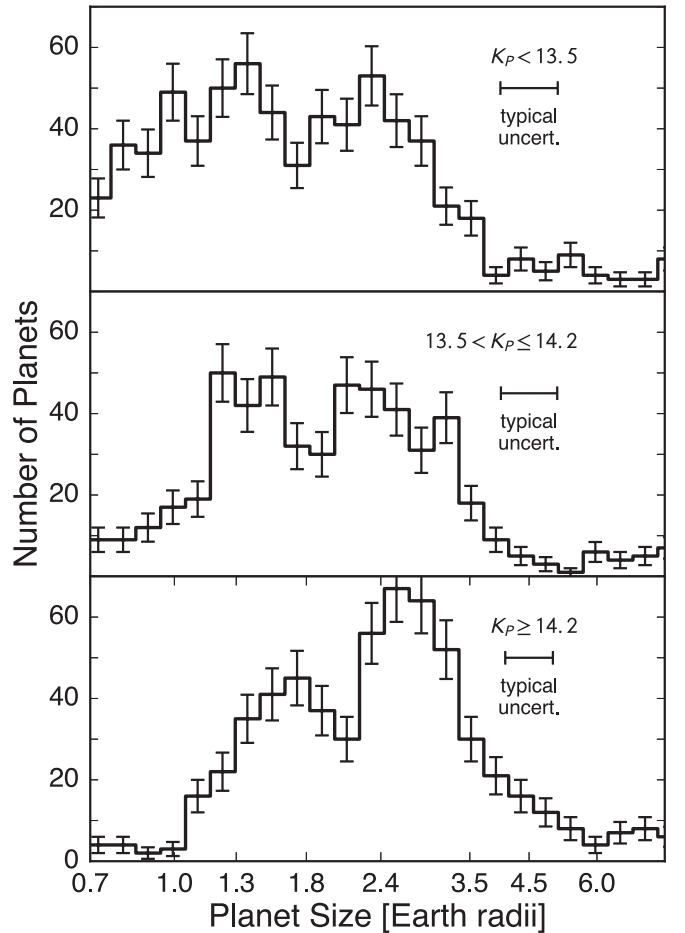 60
40
20
K_P < 13.5
typical
uncert.
60
40
20
13.5 < K_P ≤ 14.2
typical
uncert.
60
40
20
0
K_P ≥ 14.2
typical
uncert.
Number of Planets
0.7 1.0 1.3 1.8 2.4 3.5 4.5 6.0
Planet Size [Earth radii]